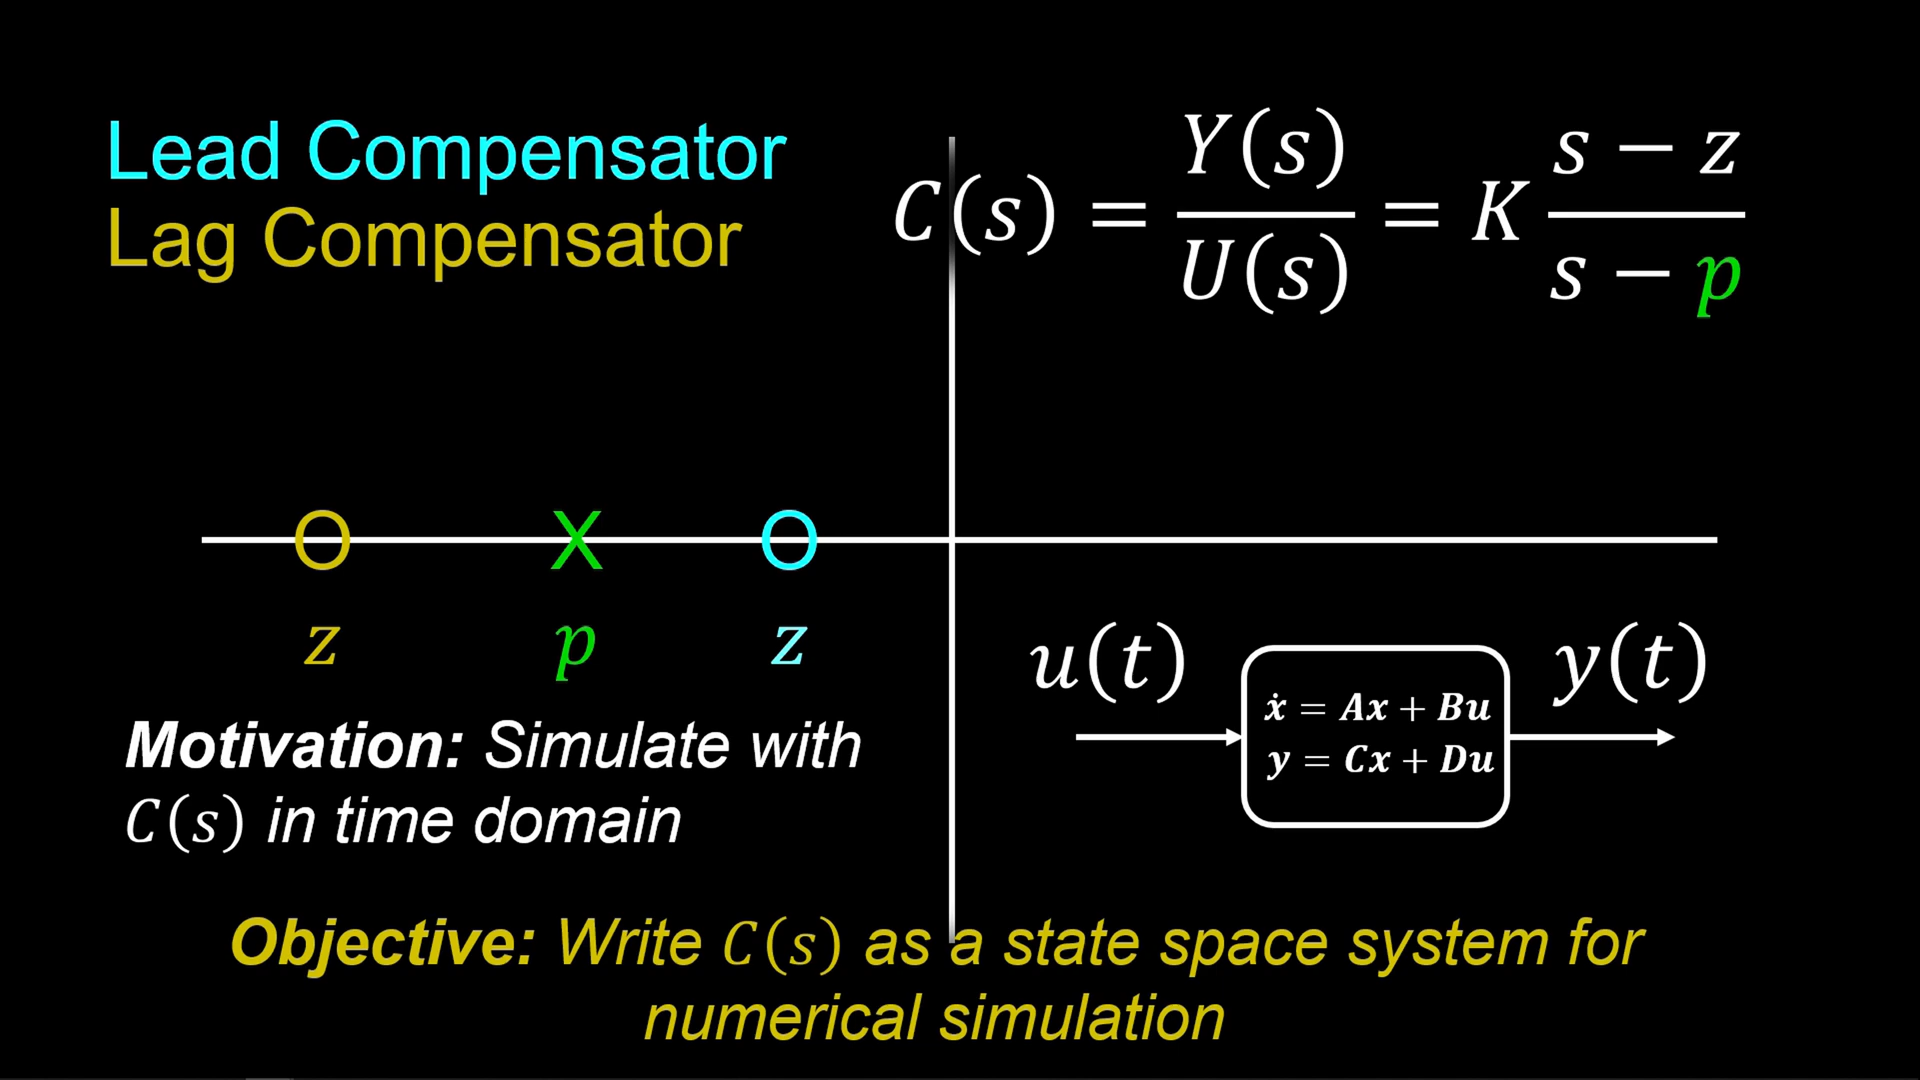 Lead Compensator
Lag Compensator
C(s) = Y(s)/U(s) = K (s − z)/(s − p)
O X O
z p z
u(t) y(t)
ẋ = Ax + Bu
y = Cx + Du
Motivation: Simulate with
C(s) in time domain
Objective: Write C(s) as a state space system for
numerical simulation